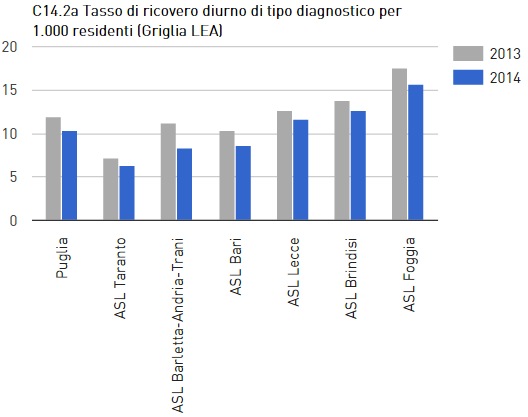 C14.2a Tasso di ricovero diurno di tipo diagnostico per
1.000 residenti (Griglia LEA)
2013
2014
20
15
10
5
0
Puglia
ASL Taranto
ASL Barletta-Andria-Trani
ASL Bari
ASL Lecce
ASL Brindisi
ASL Foggia